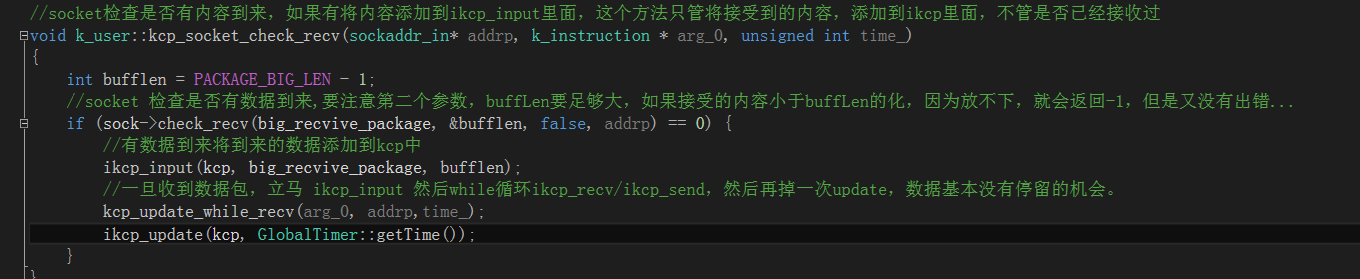 //socket检查是否有内容到来，如果有将内容添加到ikcp_input里面，这个方法只管将接受到的内容，添加到ikcp里面，不管是否已经接收过
void k_user::kcp_socket_check_recv(sockaddr_in* addrp, k_instruction * arg_0, unsigned int time_)
{
int bufflen = PACKAGE_BIG_LEN - 1;
//socket 检查是否有数据到来,要注意第二个参数，buffLen要足够大，如果接受的内容小于buffLen的化，因为放不下，就会返回-1，但是又没有出错...
if (sock->check_recv(big_recvive_package, &bufflen, false, addrp) == 0) {
//有数据到来将到来的数据添加到kcp中
ikcp_input(kcp, big_recvive_package, bufflen);
//一旦收到数据包，立马 ikcp_input 然后while循环ikcp_recv/ikcp_send，然后再掉一次update，数据基本没有停留的机会。
kcp_update_while_recv(arg_0, addrp,time_);
ikcp_update(kcp, GlobalTimer::getTime());
}
}